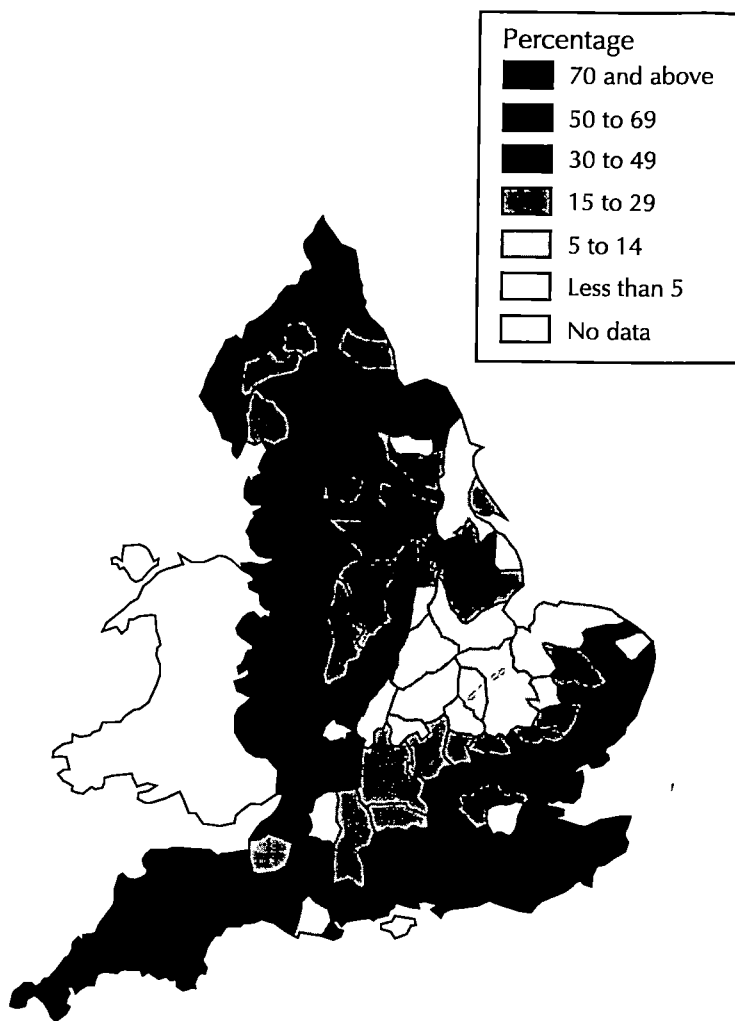 Percentage
70 and above
50 to 69
30 to 49
15 to 29
5 to 14
Less than 5
No data